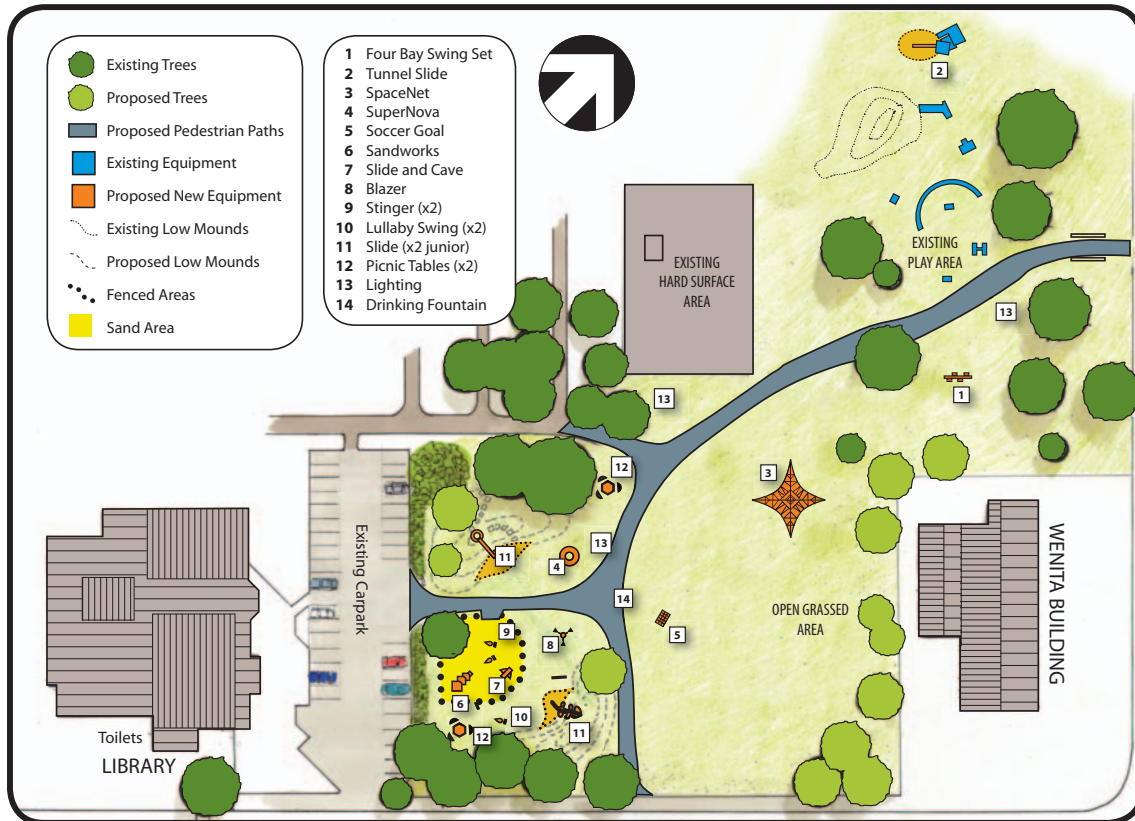 Existing Trees
Proposed Trees
Proposed Pedestrian Paths
Existing Equipment
Proposed New Equipment
Existing Low Mounds
Proposed Low Mounds
Fenced Areas
Sand Area
1 Four Bay Swing Set
2 Tunnel Slide
3 SpaceNet
4 SuperNova
5 Soccer Goal
6 Sandworks
7 Slide and Cave
8 Blazer
9 Stinger (x2)
10 Lullaby Swing (x2)
11 Slide (x2 junior)
12 Picnic Tables (x2)
13 Lighting
14 Drinking Fountain
2
EXISTING
HARD SURFACE
AREA
EXISTING
PLAY AREA
13
1
13
12
3
11
4
13
14
5
OPEN GRASSED
AREA
WENITA BUILDING
Existing Carpark
9
8
7
6
10
12
11
Toilets
LIBRARY